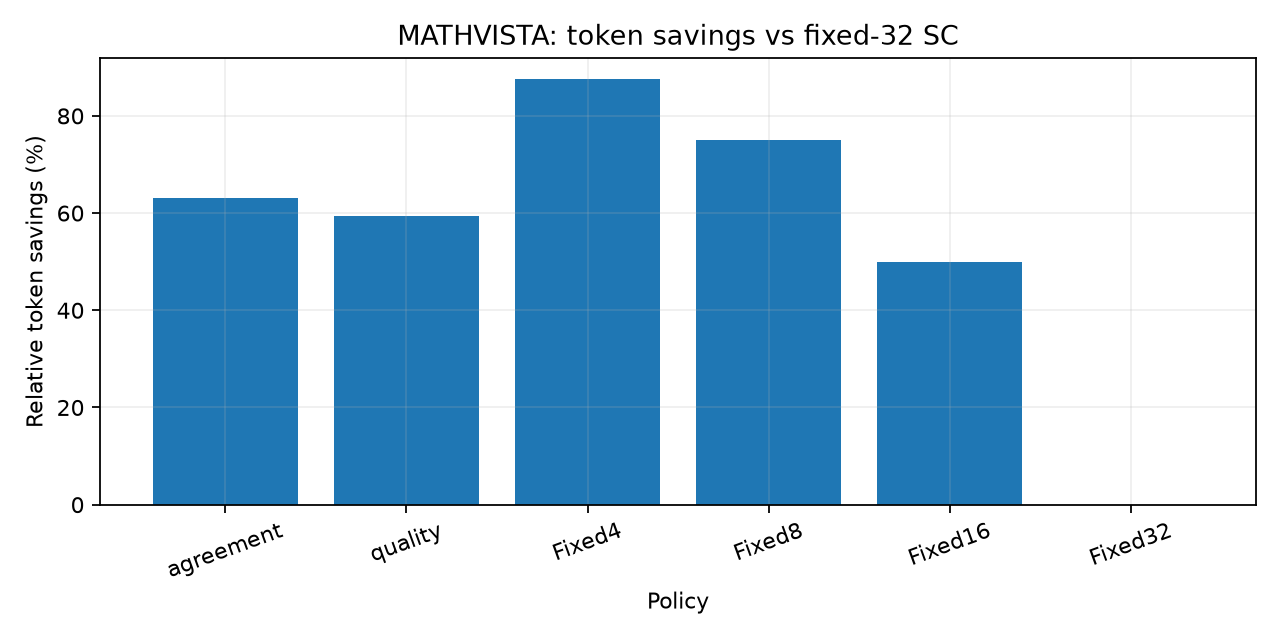 MATHVISTA: token savings vs fixed-32 SC
Relative token savings (%)
80
60
40
20
0
agreement
quality
Fixed4
Fixed8
Fixed16
Fixed32
Policy